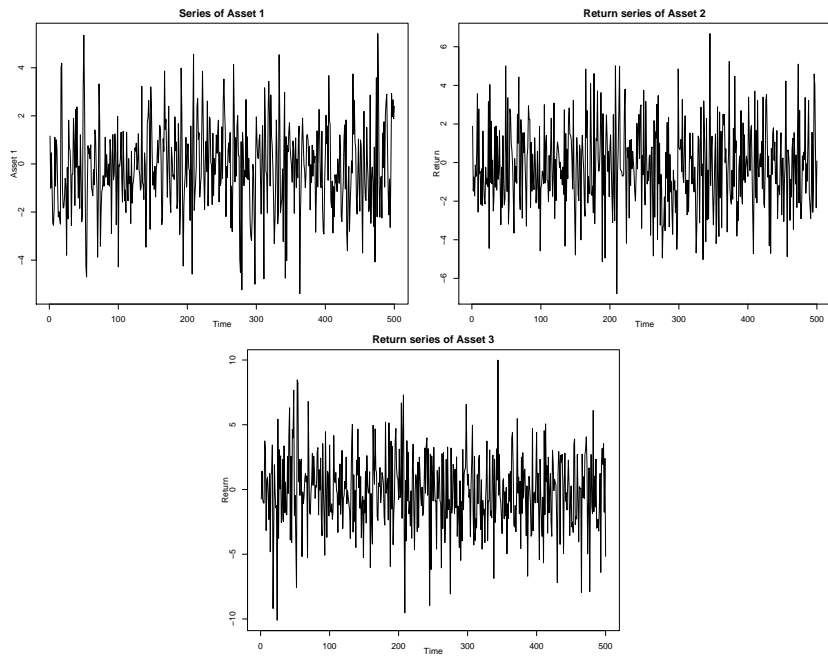 Series of Asset 1
Asset 1
4
2
0
−2
−4
0 100 200 300 400 500
Time
Return series of Asset 2
Return
6
4
2
0
−2
−4
−6
0 100 200 300 400 500
Time
Return series of Asset 3
Return
10
5
0
−5
−10
0 100 200 300 400 500
Time